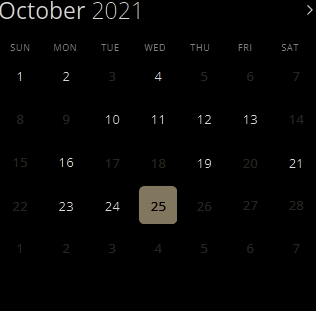 October 2021
SUN MON TUE WED THU FRI SAT
1 2 3 4 5 6 7
8 9 10 11 12 13 14
15 16 17 18 19 20 21
22 23 24 25 26 27 28
1 2 3 4 5 6 7